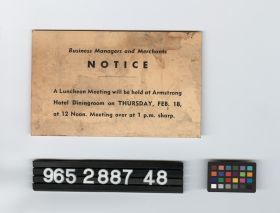 Business Managers and Merchants
NOTICE
A Luncheon Meeting will be held at Armstrong
Hotel Diningroom on THURSDAY, FEB. 18,
at 12 Noon. Meeting over at 1 p.m. sharp.
965 2887 48